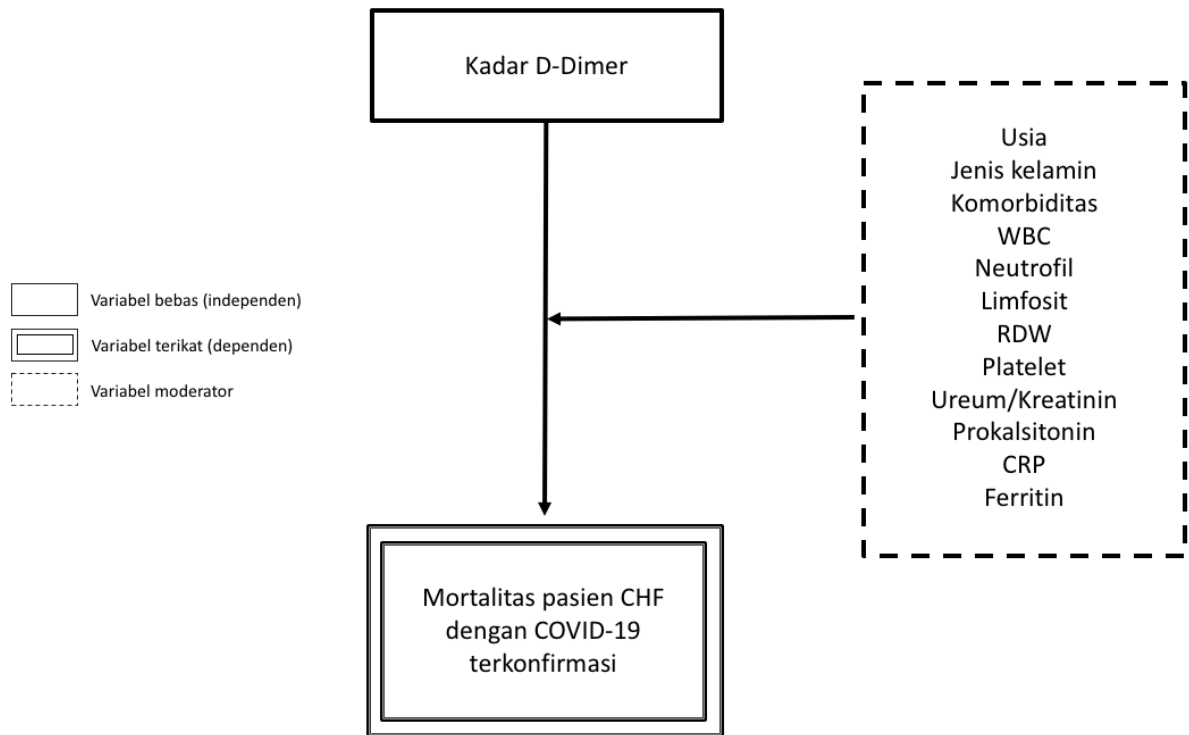 Kadar D-Dimer
Usia
Jenis kelamin
Komorbiditas
WBC
Neutrofil
Limfosit
RDW
Platelet
Ureum/Kreatinin
Prokalsitonin
CRP
Ferritin
Variabel bebas (independen)
Variabel terikat (dependen)
Variabel moderator
Mortalitas pasien CHF
dengan COVID-19
terkonfirmasi